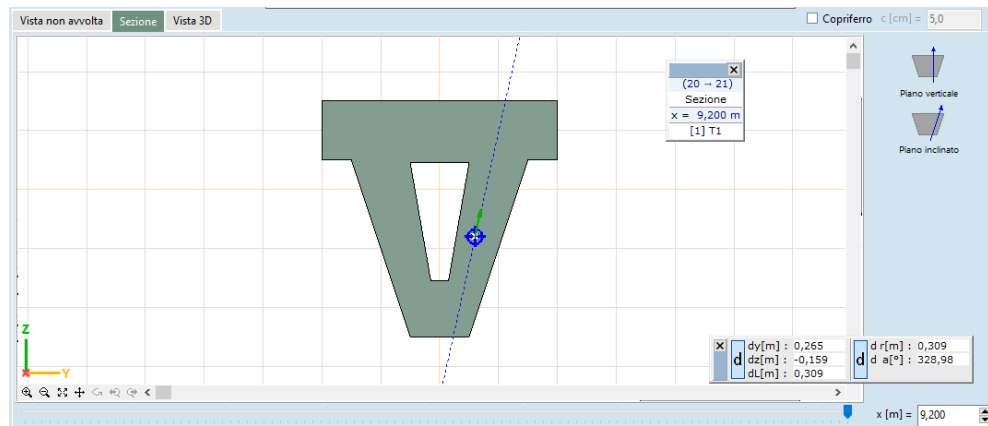 Vista non avvolta Sezione Vista 3D
Copriferro c [cm] = 5,0
(20 → 21)
Sezione
x = 9,200 m
[1] T1
Piano verticale
Piano inclinato
Z
Y
d dy[m] : 0,265
dz[m] : -0,159
dL[m] : 0,309
d d r[m] : 0,309
d a[°] : 328,98
x [m] = 9,200